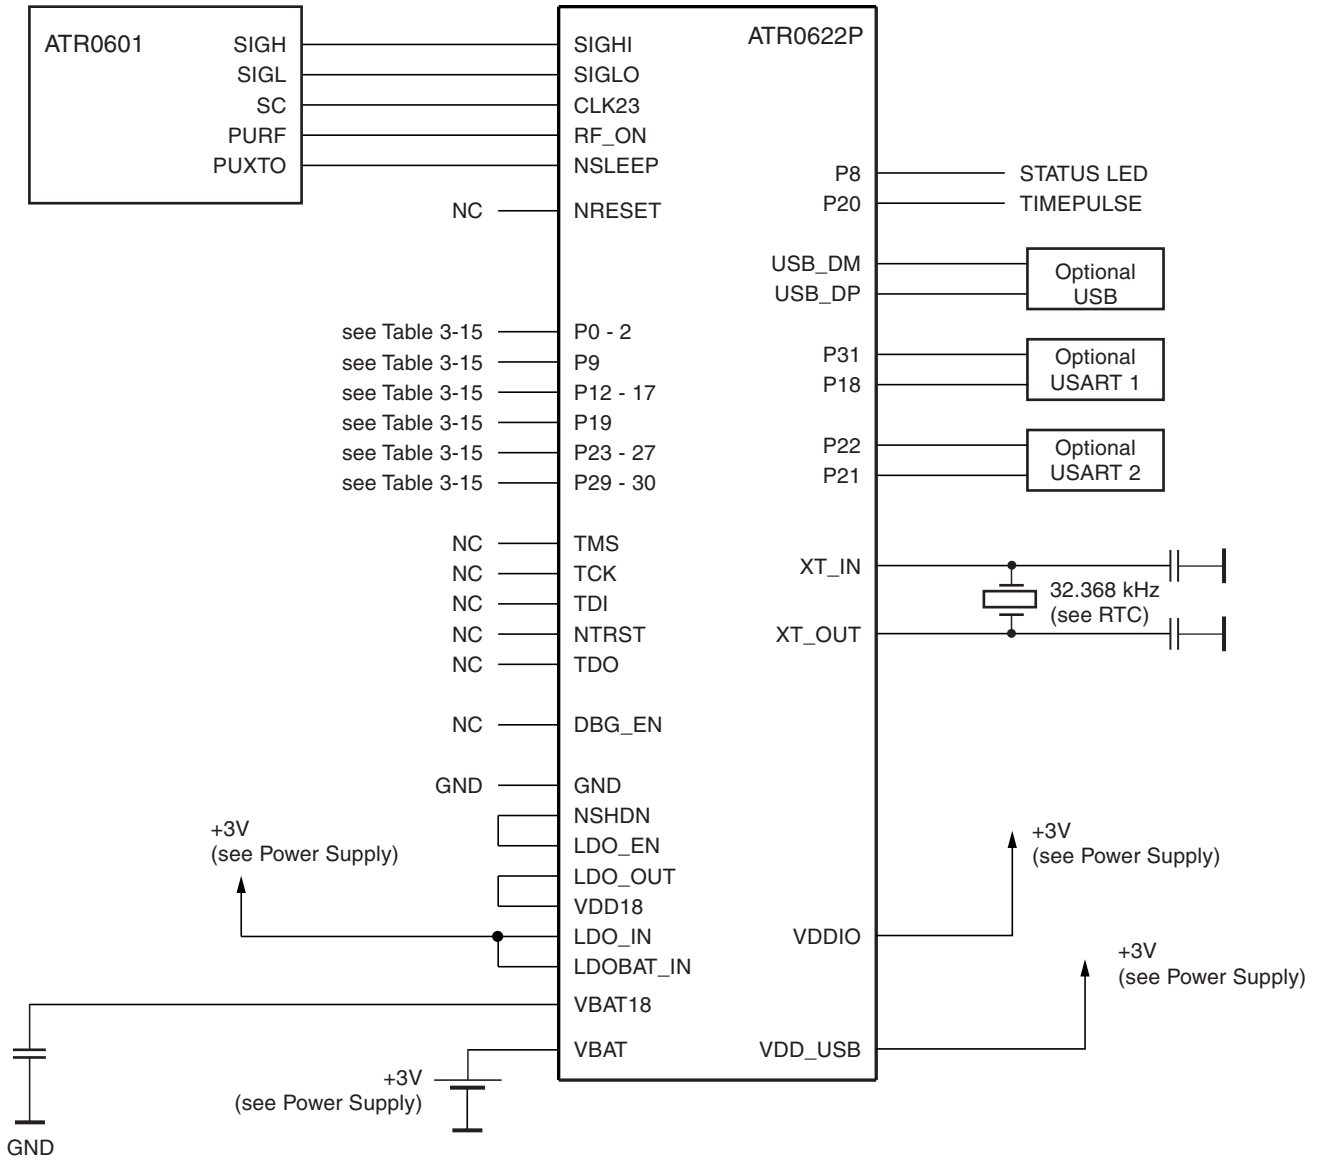 ATR0601
SIGH
SIGL
SC
PURF
PUXTO
ATR0622P
SIGHI
SIGLO
CLK23
RF_ON
NSLEEP
NC NRESET
see Table 3-15 P0 - 2
see Table 3-15 P9
see Table 3-15 P12 - 17
see Table 3-15 P19
see Table 3-15 P23 - 27
see Table 3-15 P29 - 30
NC TMS
NC TCK
NC TDI
NC NTRST
NC TDO
NC DBG_EN
GND GND
NSHDN
LDO_EN
LDO_OUT
VDD18
LDO_IN
LDOBAT_IN
VBAT18
VBAT
+3V
(see Power Supply)
GND
+3V
(see Power Supply)
P8 STATUS LED
P20 TIMEPULSE
USB_DM
USB_DP
Optional
USB
P31
P18
Optional
USART 1
P22
P21
Optional
USART 2
XT_IN
XT_OUT
32.368 kHz
(see RTC)
VDDIO
+3V
(see Power Supply)
VDD_USB
+3V
(see Power Supply)